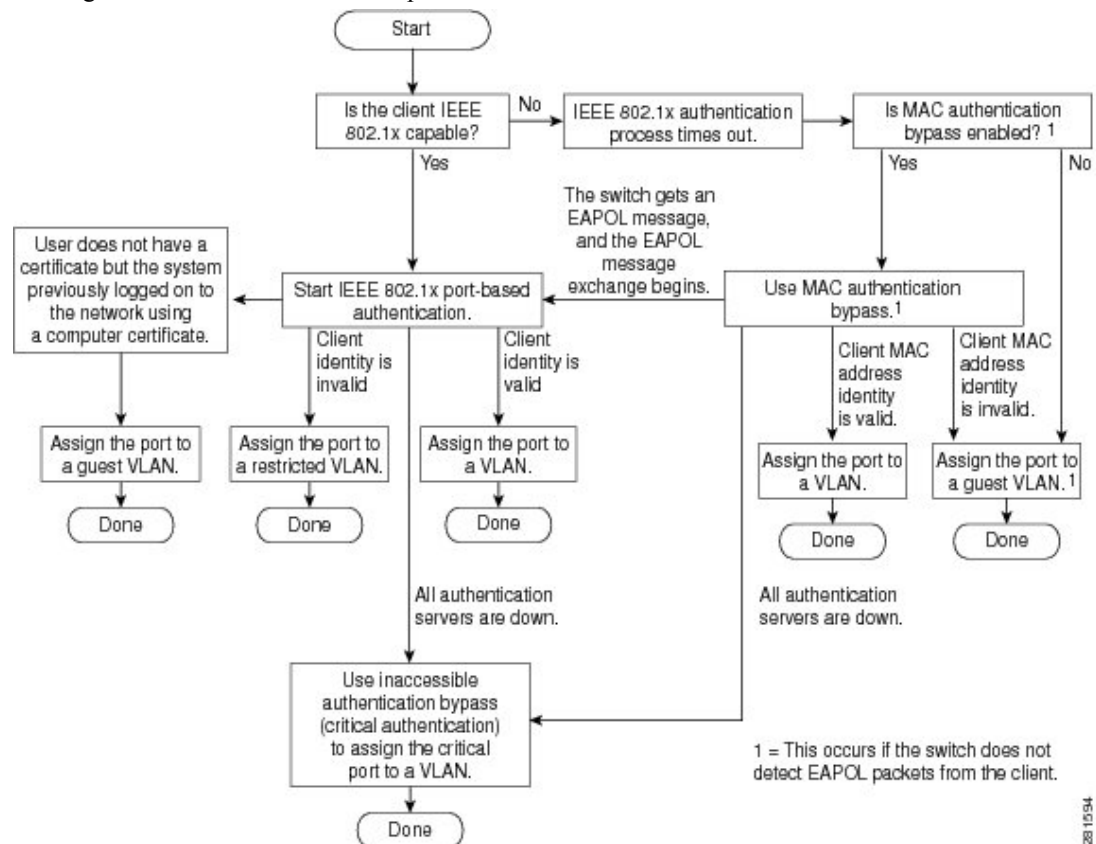 Start
Is the client IEEE
802.1x capable?
No
IEEE 802.1x authentication
process times out.
Is MAC authentication
bypass enabled? 1
Yes
Yes
No
The switch gets an
EAPOL message,
and the EAPOL
message
exchange begins.
User does not have a
certificate but the system
previously logged on to
the network using
a computer certificate.
Start IEEE 802.1x port-based
authentication.
Use MAC authentication
bypass.1
Client
identity is
invalid
Client
identity is
valid
Client MAC
address
identity
is valid.
Client MAC
address
identity
is invalid.
Assign the port to
a guest VLAN.
Assign the port to
a restricted VLAN.
Assign the port to
a VLAN.
Assign the port to
a VLAN.
Assign the port to
a guest VLAN.1
Done
Done
Done
Done
Done
All authentication
servers are down.
All authentication
servers are down.
Use inaccessible
authentication bypass
(critical authentication)
to assign the critical
port to a VLAN.
1 = This occurs if the switch does not
detect EAPOL packets from the client.
Done
281594